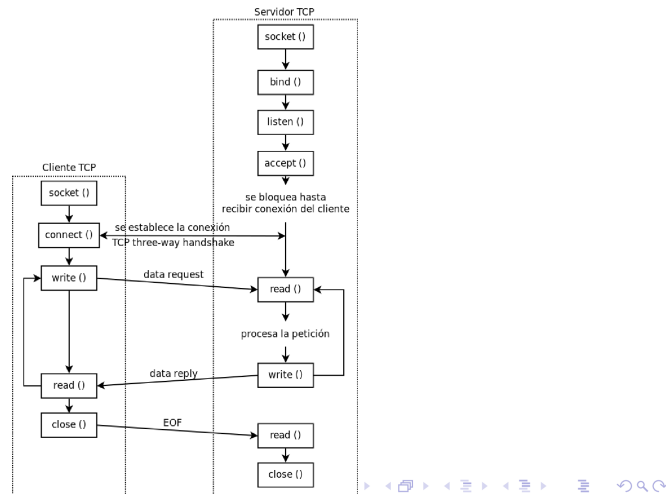 Servidor TCP
socket ()
bind ()
listen ()
accept ()
se bloquea hasta
recibir conexión del cliente
Cliente TCP
socket ()
connect ()
se establece la conexión
TCP three-way handshake
write ()
data request
read ()
procesa la petición
write ()
data reply
read ()
close ()
EOF
read ()
close ()